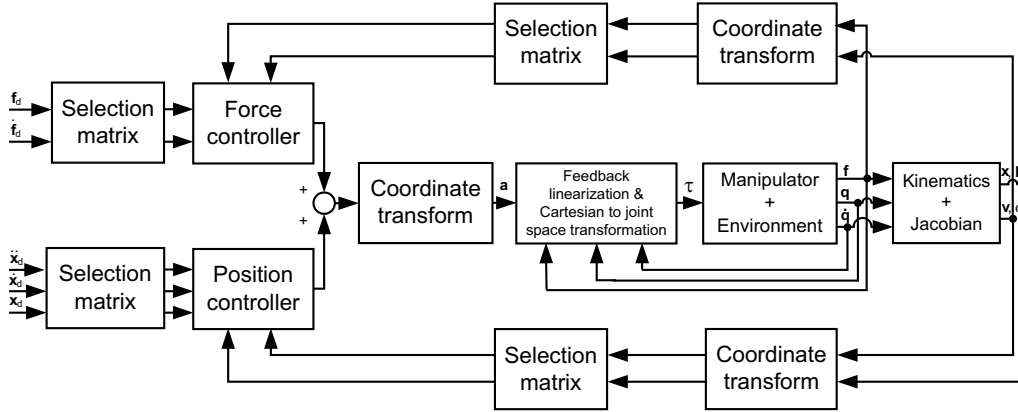 Selection
matrix
Coordinate
transform
f_d
ḟ_d
Selection
matrix
Force
controller
+
+
Coordinate
transform
a
Feedback
linearization &
Cartesian to joint
space transformation
τ
Manipulator
+
Environment
f
q
q̇
Kinematics
+
Jacobian
x,
v,
ẍ_d
ẋ_d
x_d
Selection
matrix
Position
controller
Selection
matrix
Coordinate
transform